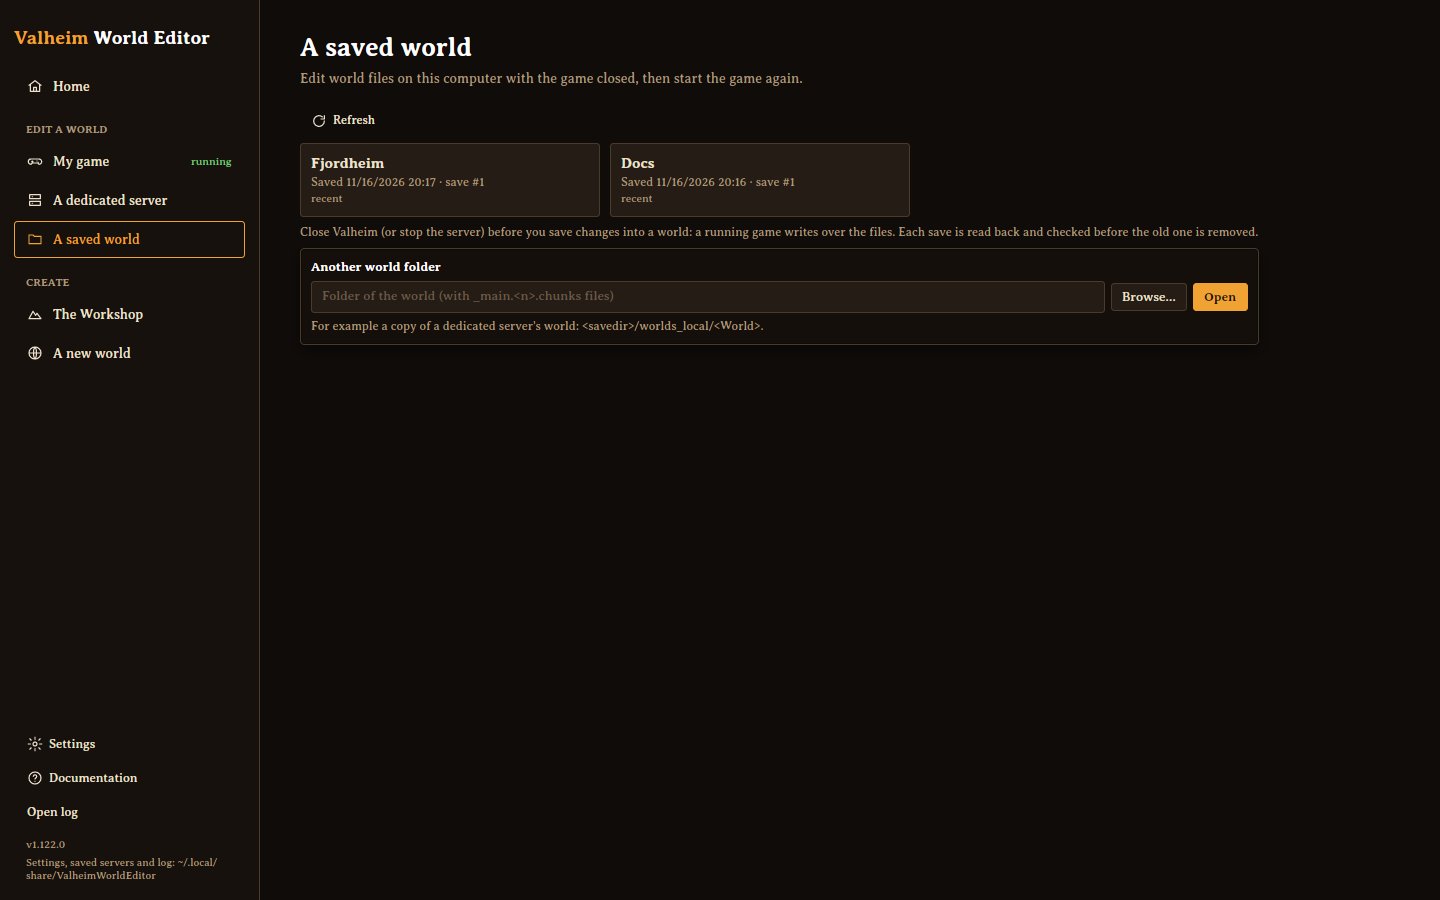 Valheim World Editor
Home
EDIT A WORLD
My game
running
A dedicated server
A saved world
CREATE
The Workshop
A new world
Settings
Documentation
Open log
v1.122.0
Settings, saved servers and log: ~/.local/
share/ValheimWorldEditor
A saved world
Edit world files on this computer with the game closed, then start the game again.
Refresh
Fjordheim
Saved 11/16/2026 20:17 · save #1
recent
Docs
Saved 11/16/2026 20:16 · save #1
recent
Close Valheim (or stop the server) before you save changes into a world: a running game writes over the files. Each save is read back and checked before the old one is removed.
Another world folder
Folder of the world (with _main.<n>.chunks files)
Browse...
Open
For example a copy of a dedicated server's world: <savedir>/worlds_local/<World>.